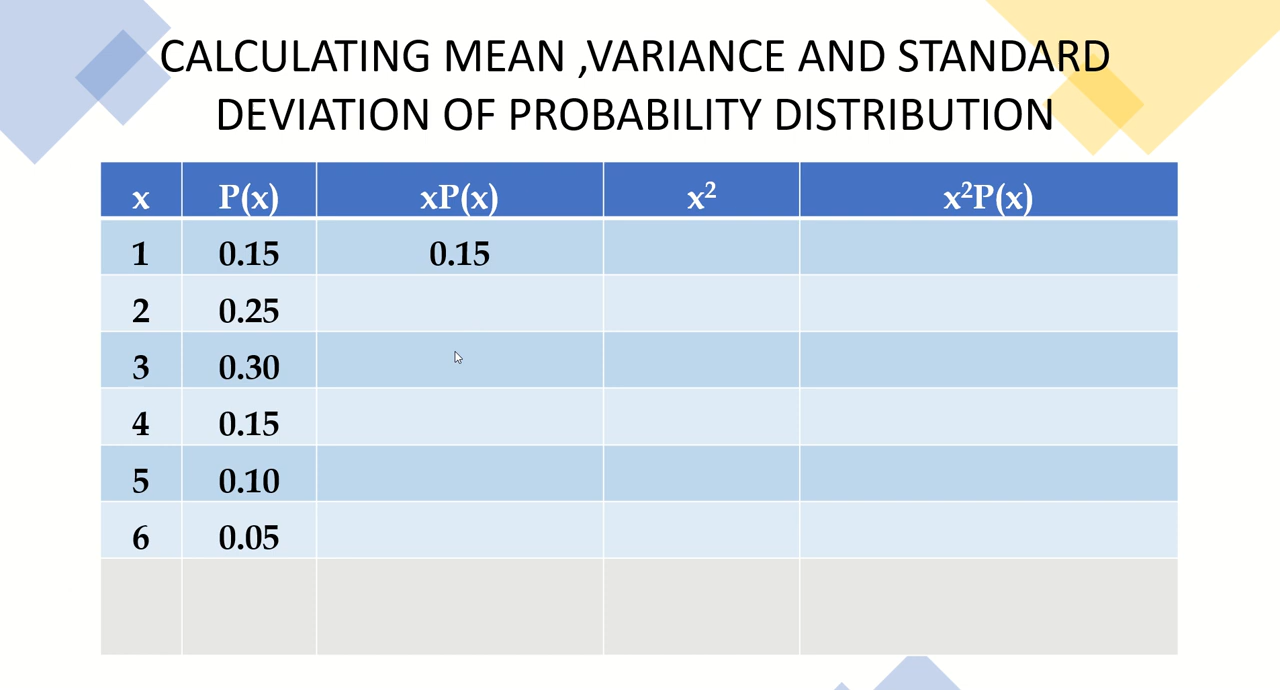 CALCULATING MEAN ,VARIANCE AND STANDARD
DEVIATION OF PROBABILITY DISTRIBUTION
x P(x) xP(x) x² x²P(x)
1 0.15 0.15
2 0.25
3 0.30
4 0.15
5 0.10
6 0.05